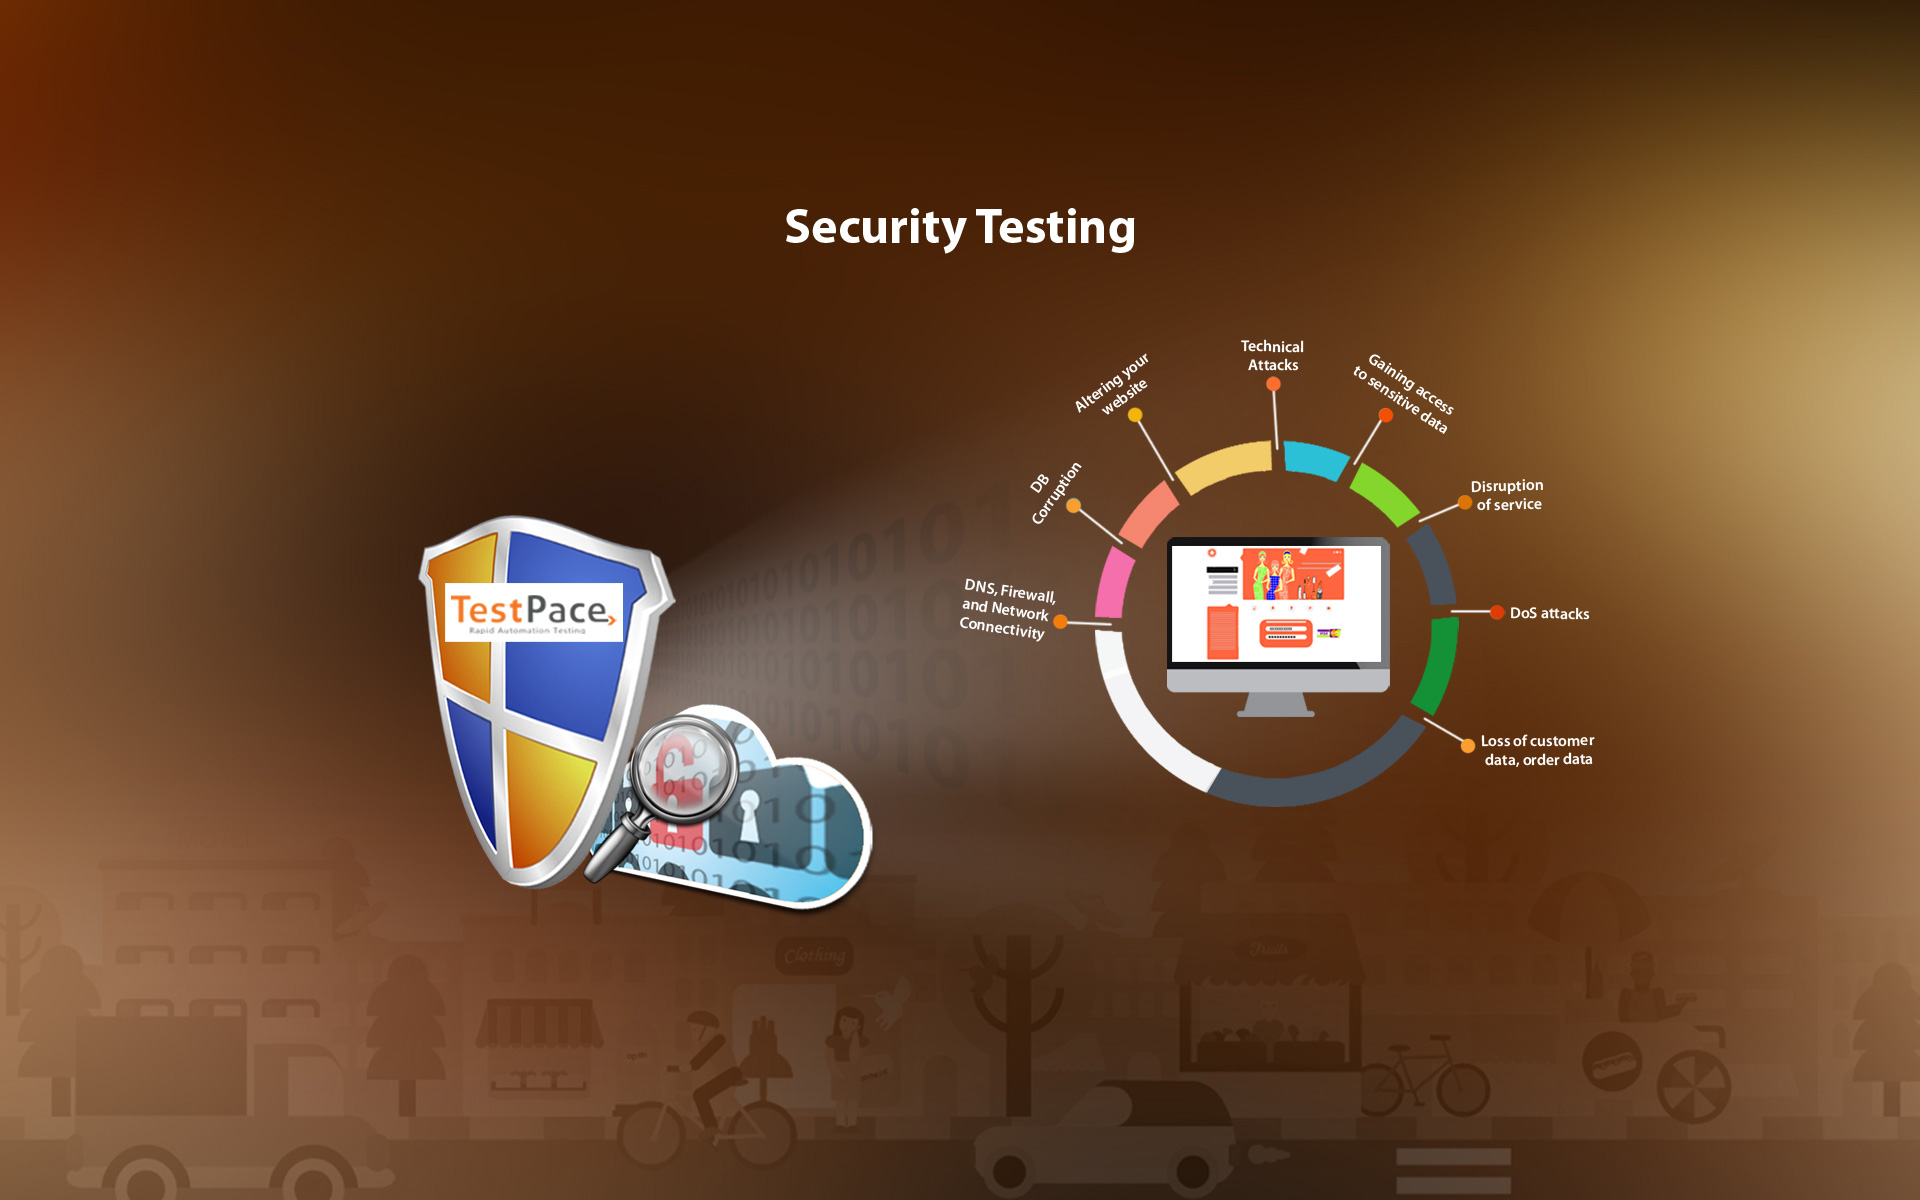 Security Testing
Technical
Attacks
Altering your
website
Gaining access
to sensitive data
DB
Corruption
Disruption
of service
DNS, Firewall,
and Network
Connectivity
DoS attacks
Loss of customer
data, order data
TestPace
Rapid Automation Testing
Clothing
Fruits